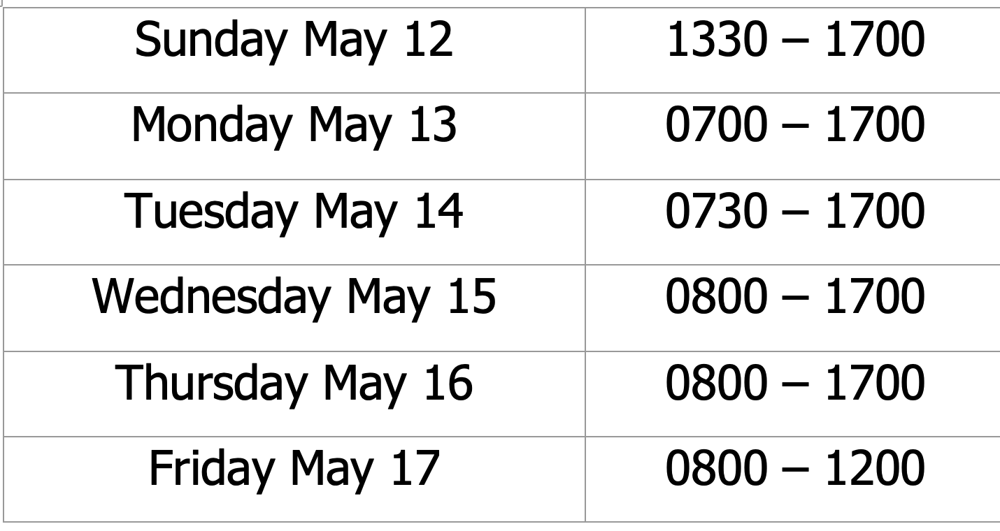 Sunday May 12 1330 – 1700
Monday May 13 0700 – 1700
Tuesday May 14 0730 – 1700
Wednesday May 15 0800 – 1700
Thursday May 16 0800 – 1700
Friday May 17 0800 – 1200